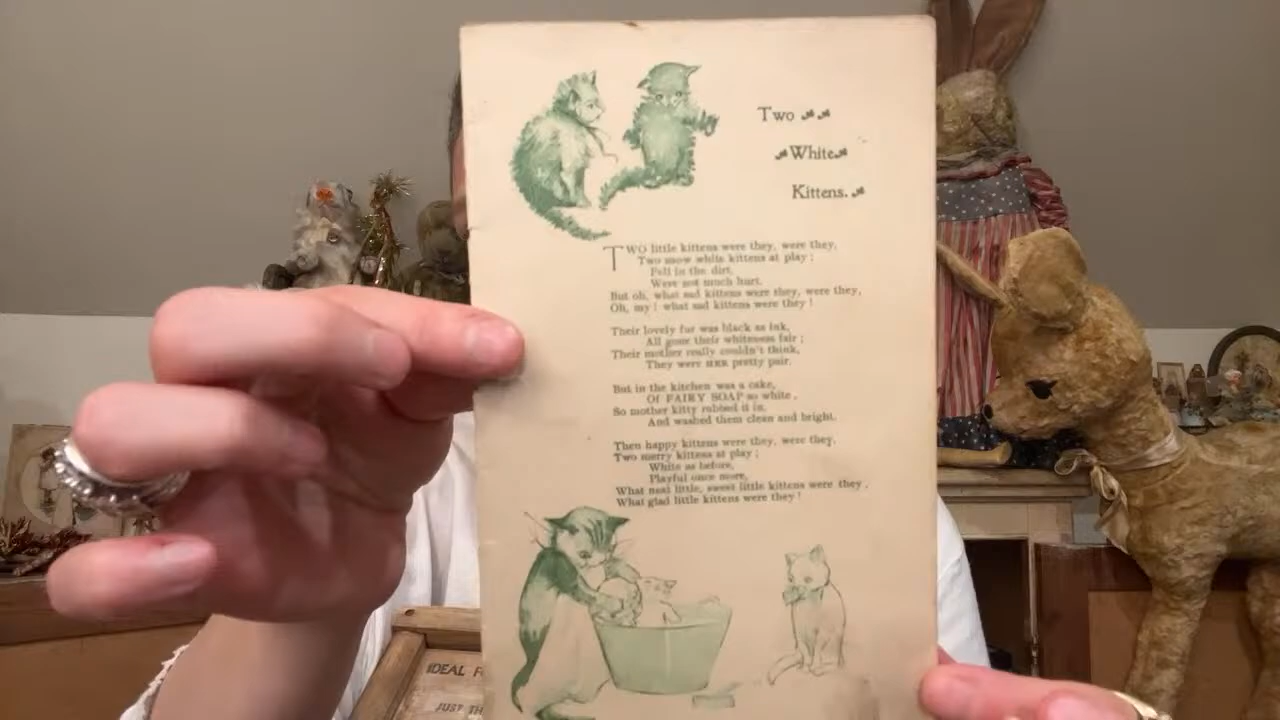 Two
White
Kittens.
TWO little kittens were they, were they,
Two snow white kittens at play;
Fell in the dirt,
Were not much hurt.
But oh, what sad kittens were they, were they,
Oh, my! what sad kittens were they!
Their lovely fur was black as ink,
All gone their whiteness fair;
Their mother really couldn't think,
They were HER pretty pair.
But in the kitchen was a cake,
Of FAIRY SOAP so white,
So mother kitty rubbed it in,
And washed them clean and bright.
Then happy kittens were they, were they,
Two merry kittens at play;
White as before,
Playful once more,
What neat little, sweet little kittens were they,
What glad little kittens were they!
IDEAL F
JUST TH